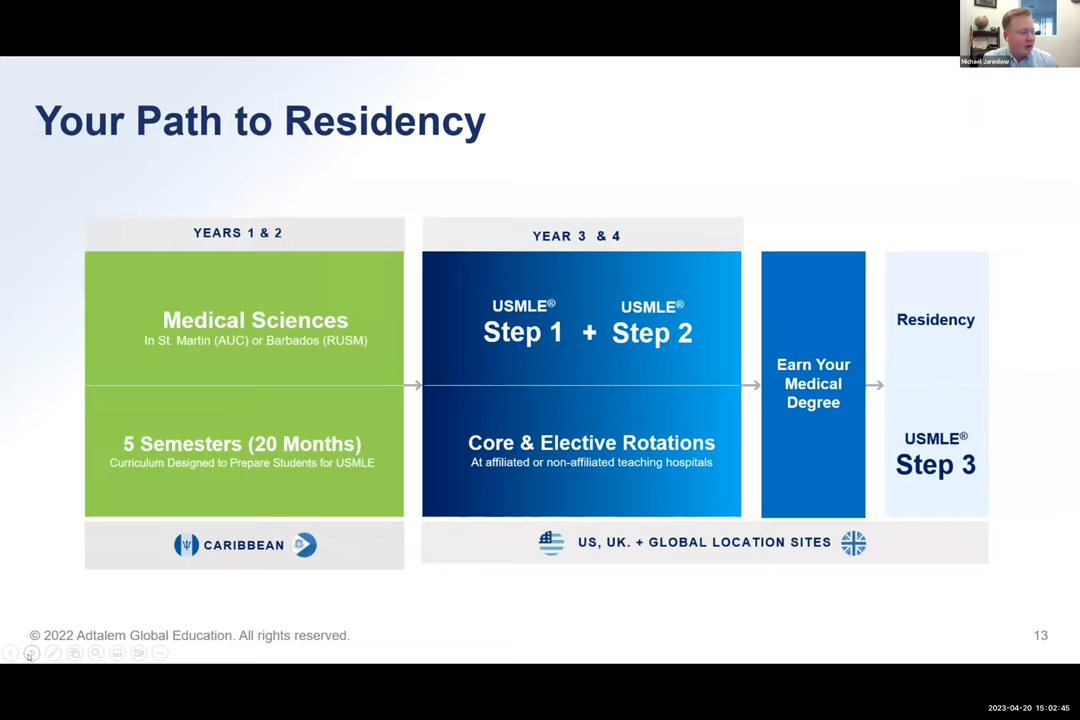 Michael Jareslow
Your Path to Residency
YEARS 1 & 2
YEAR 3 & 4
Medical Sciences
In St. Martin (AUC) or Barbados (RUSM)
5 Semesters (20 Months)
Curriculum Designed to Prepare Students for USMLE
USMLE®
Step 1
+
USMLE®
Step 2
Core & Elective Rotations
At affiliated or non-affiliated teaching hospitals
Earn Your
Medical
Degree
Residency
USMLE®
Step 3
CARIBBEAN
US, UK. + GLOBAL LOCATION SITES
© 2022 Adtalem Global Education. All rights reserved.
13
2023-04-20 15:02:45